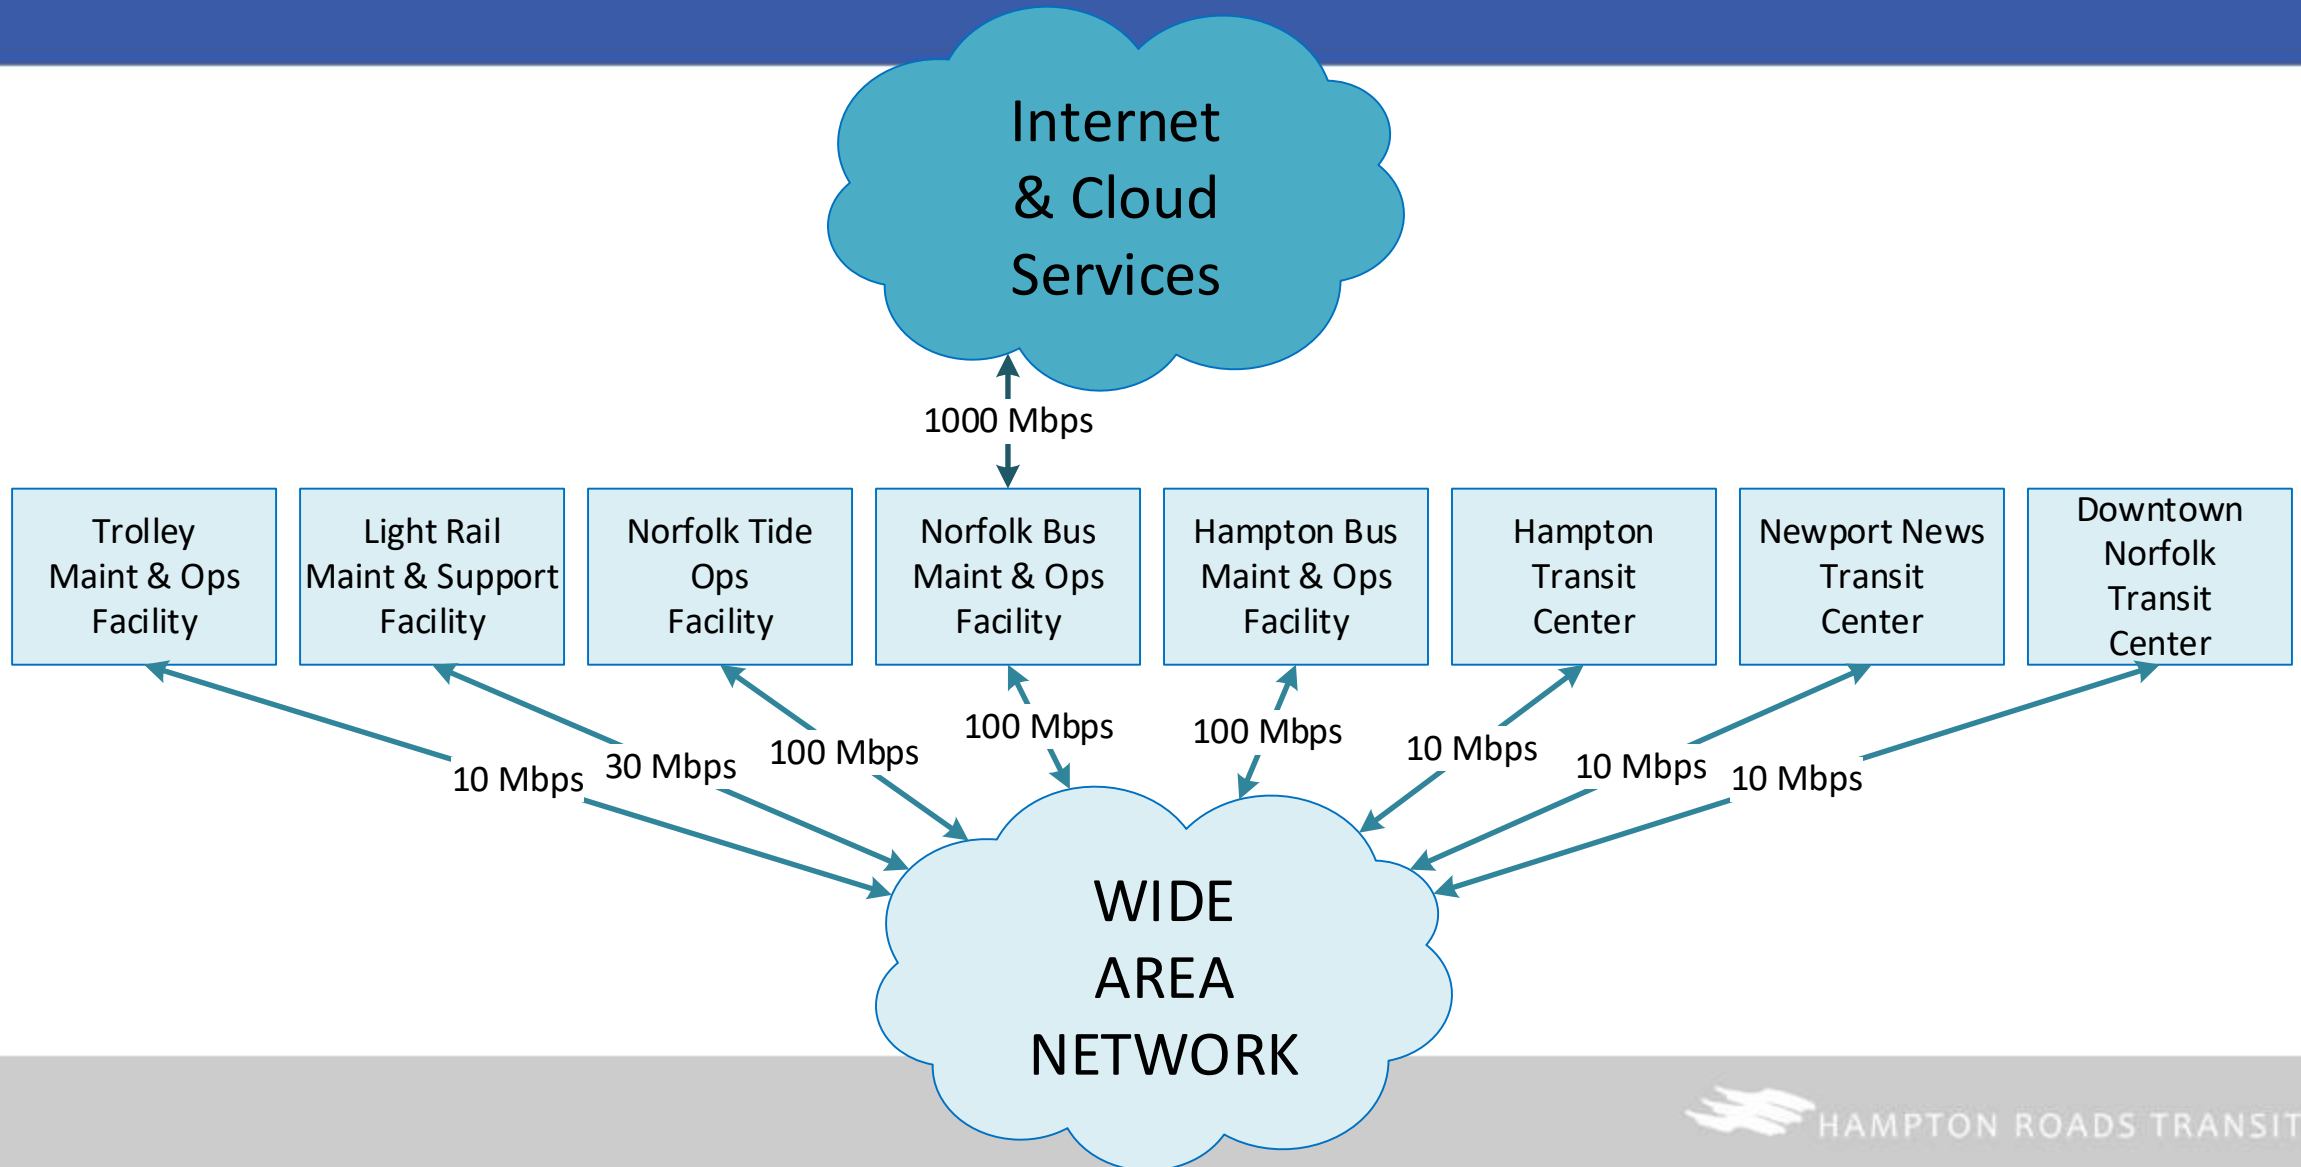 Internet
& Cloud
Services
1000 Mbps
Trolley
Maint & Ops
Facility
Light Rail
Maint & Support
Facility
Norfolk Tide
Ops
Facility
Norfolk Bus
Maint & Ops
Facility
Hampton Bus
Maint & Ops
Facility
Hampton
Transit
Center
Newport News
Transit
Center
Downtown
Norfolk
Transit
Center
10 Mbps
30 Mbps
100 Mbps
100 Mbps
100 Mbps
10 Mbps
10 Mbps
10 Mbps
WIDE
AREA
NETWORK
HAMPTON ROADS TRANSIT